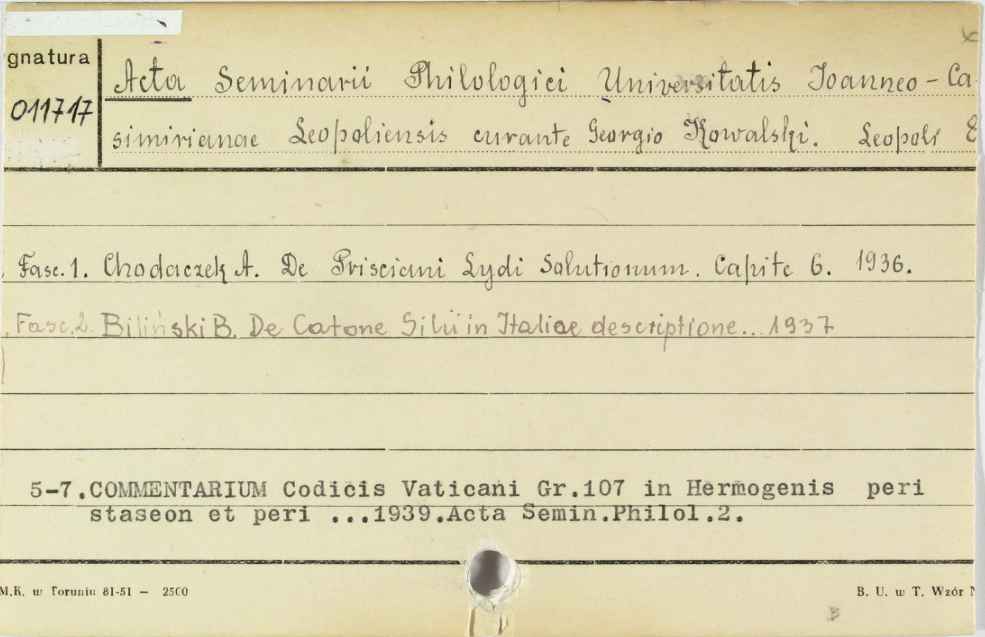 gnatura
011717
Acta Seminarii Philologici Universitatis Joanneo-Ca
simirianae Leopoliensis curante Georgio Kowalski. Leopoli E
Fasc. 1. Chodaczek A. De Prisciani Lydi Solutionum. Capite 6. 1936.
Fasc. 2. Biliński B. De Catone Silii in Italiae descriptione... 1937
5-7.COMMENTARIUM Codicis Vaticani Gr.107 in Hermogenis peri
staseon et peri ...1939.Acta Semin.Philol.2.
M.K. w Toruniu 81-51 — 2500
B. U. w T. Wzór
B